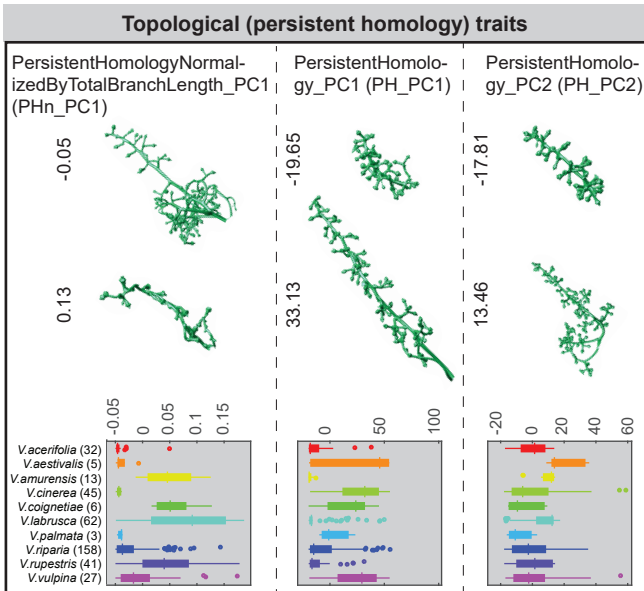 Topological (persistent homology) traits
PersistentHomologyNormal-
izedByTotalBranchLength_PC1
(PHn_PC1)
-0.05
0.13
PersistentHomolo-
gy_PC1 (PH_PC1)
-19.65
33.13
PersistentHomolo-
gy_PC2 (PH_PC2)
-17.81
13.46
-0.05 0 0.05 0.15
0 50 100
-20 0 20 40 60
V.acerifolia (32)
V.aestivalis (5)
V.amurensis (13)
V.cinerea (45)
V.coignetiae (6)
V.labrusca (62)
V.palmata (3)
V.riparia (158)
V.rupestris (41)
V.vulpina (27)